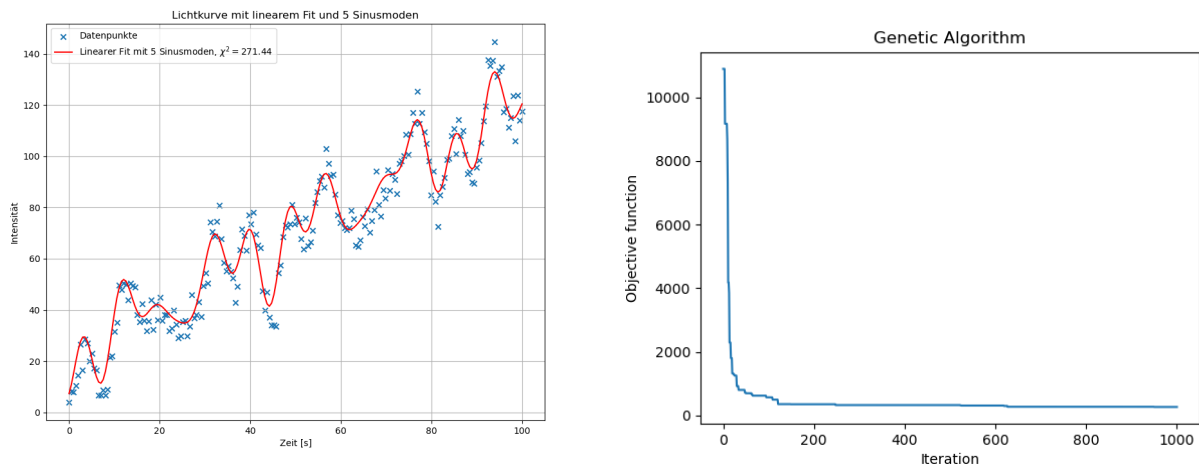 Lichtkurve mit linearem Fit und 5 Sinusmoden
Datenpunkte
Linearer Fit mit 5 Sinusmoden, χ² = 271.44
140
120
100
80
60
40
20
0
Intensität
0 20 40 60 80 100
Zeit [s]
Genetic Algorithm
10000
8000
6000
4000
2000
0
Objective function
0 200 400 600 800 1000
Iteration